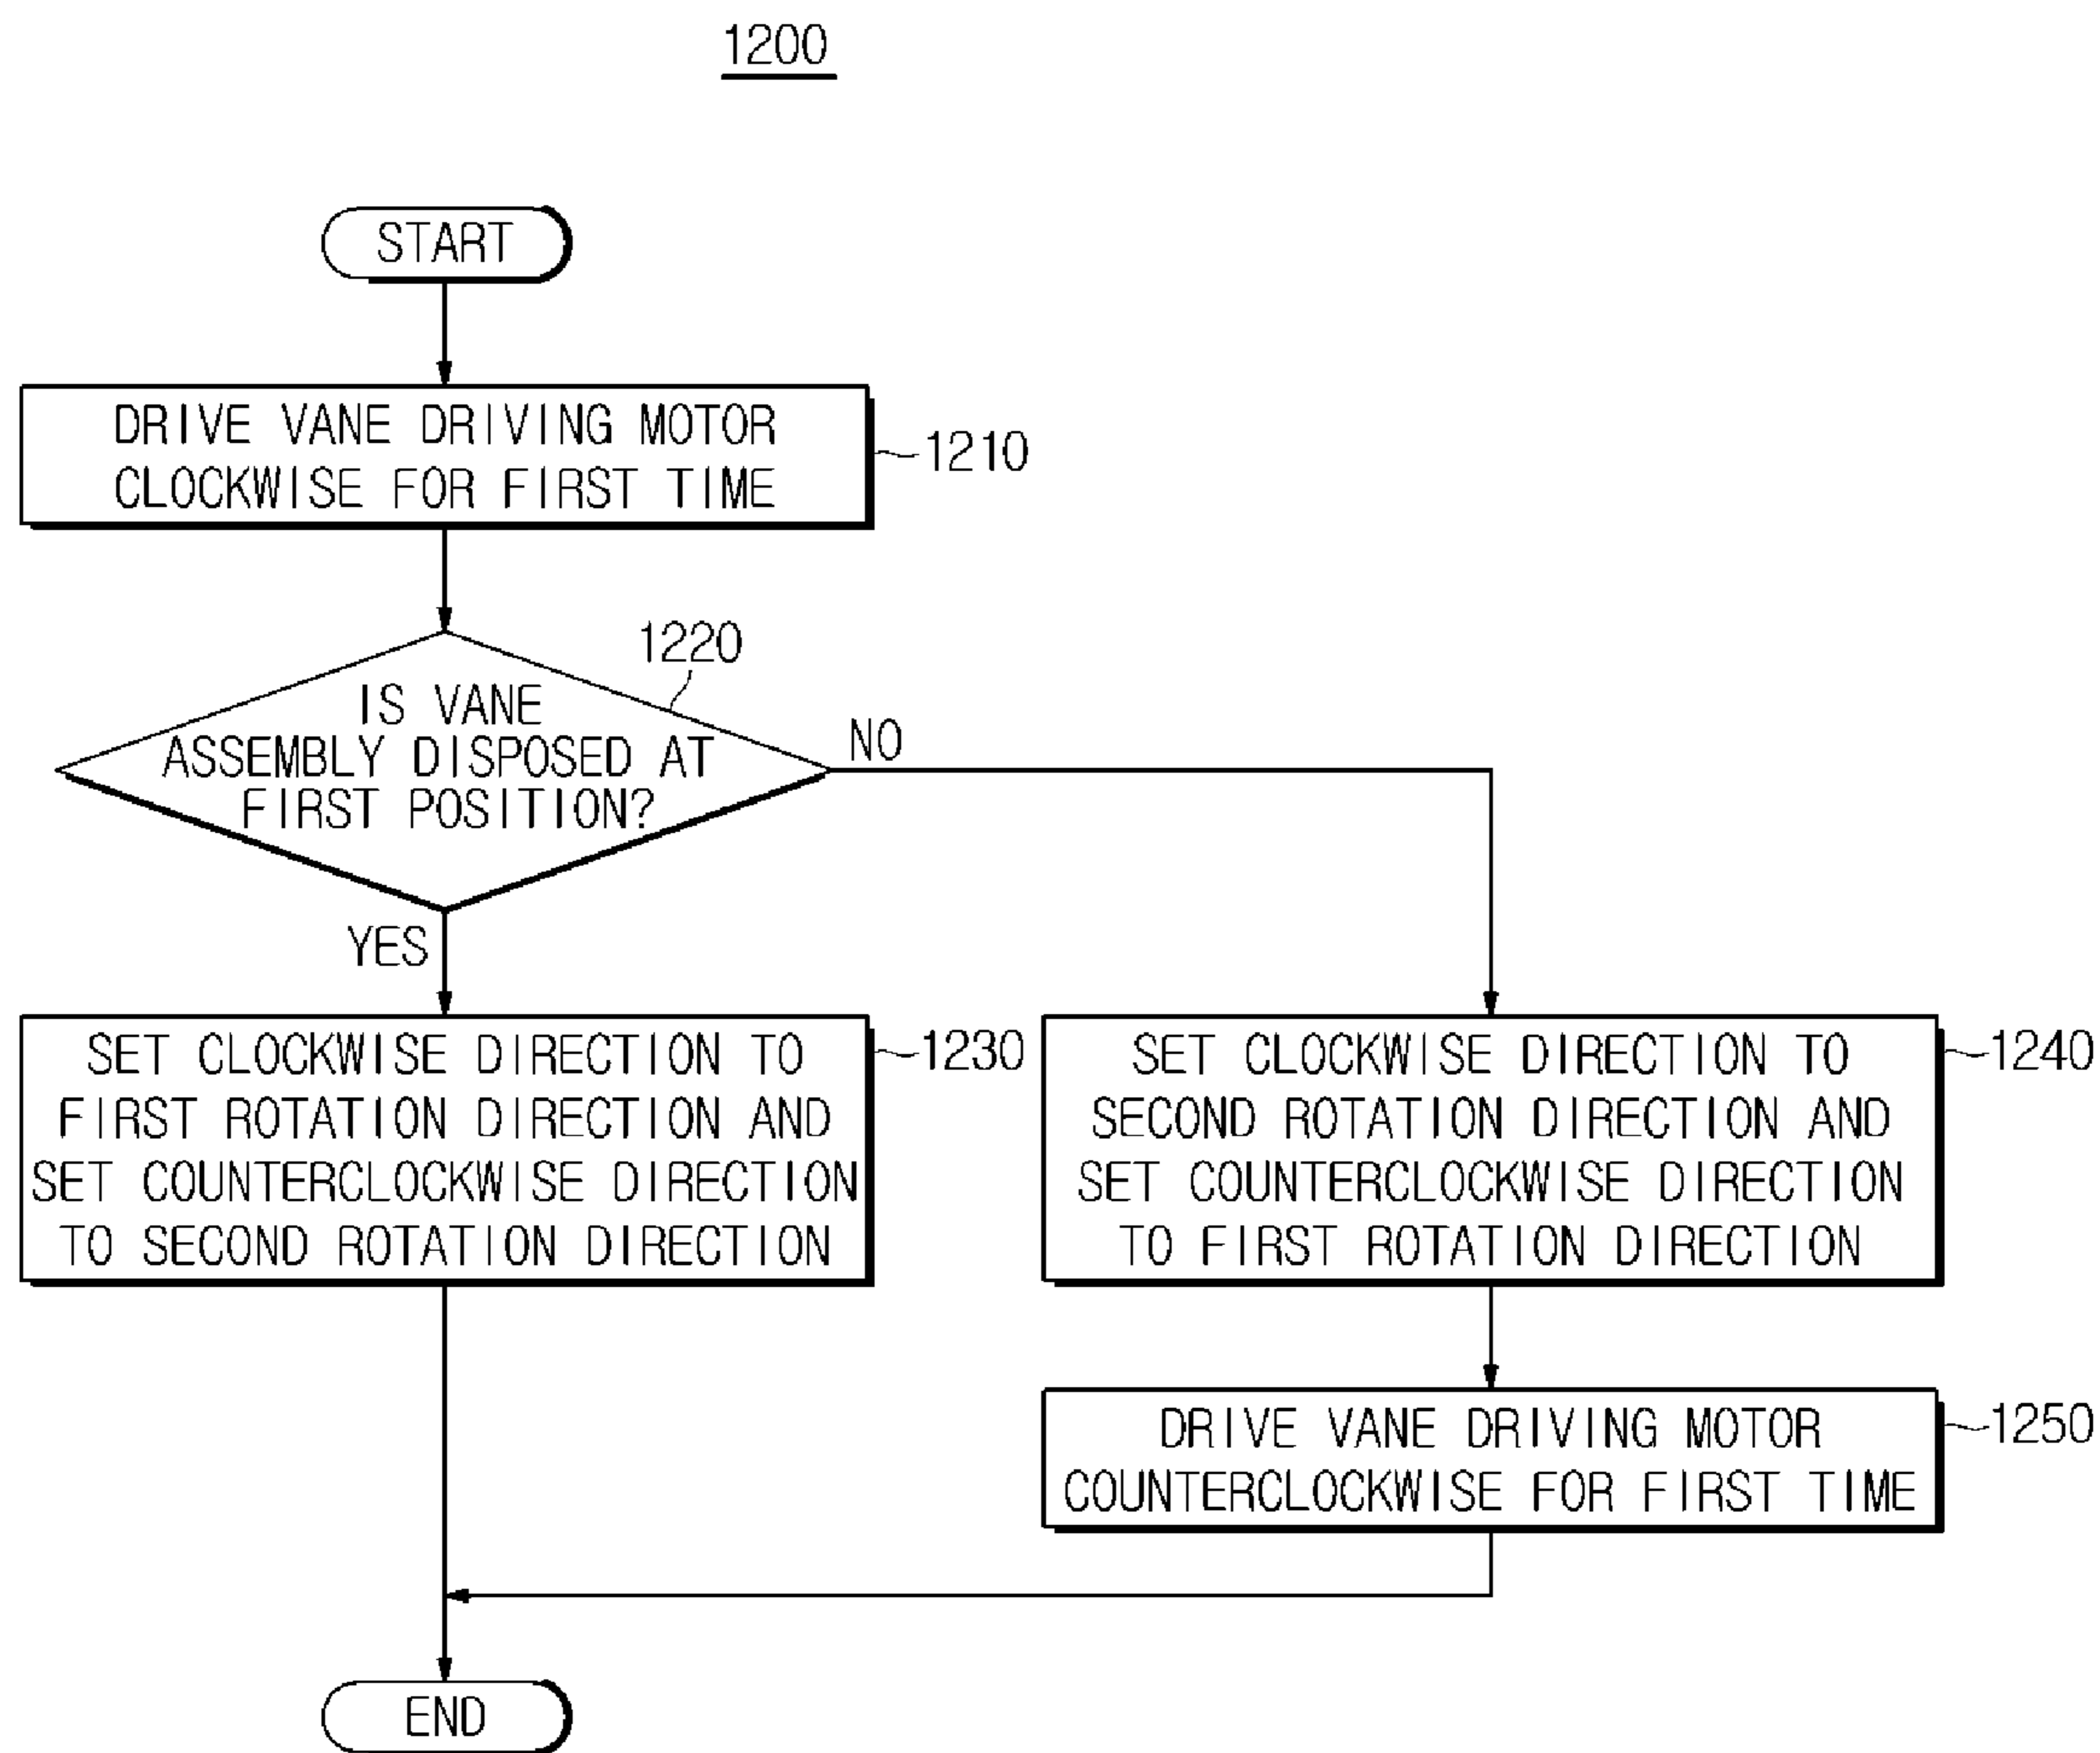 1200
START
DRIVE VANE DRIVING MOTOR
CLOCKWISE FOR FIRST TIME
1210
1220
IS VANE
ASSEMBLY DISPOSED AT
FIRST POSITION?
NO
YES
SET CLOCKWISE DIRECTION TO
FIRST ROTATION DIRECTION AND
SET COUNTERCLOCKWISE DIRECTION
TO SECOND ROTATION DIRECTION
1230
SET CLOCKWISE DIRECTION TO
SECOND ROTATION DIRECTION AND
SET COUNTERCLOCKWISE DIRECTION
TO FIRST ROTATION DIRECTION
1240
DRIVE VANE DRIVING MOTOR
COUNTERCLOCKWISE FOR FIRST TIME
1250
END